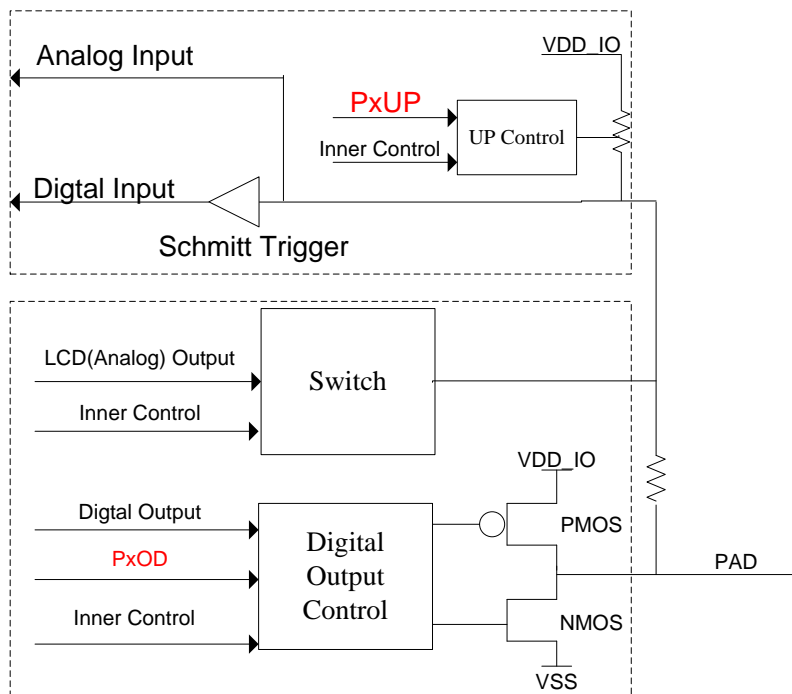 Analog Input
VDD_IO
PxUP
UP Control
Inner Control
Digtal Input
Schmitt Trigger
LCD(Analog) Output
Switch
Inner Control
VDD_IO
Digtal Output
PMOS
Digital
Output
Control
PxOD
PAD
Inner Control
NMOS
VSS